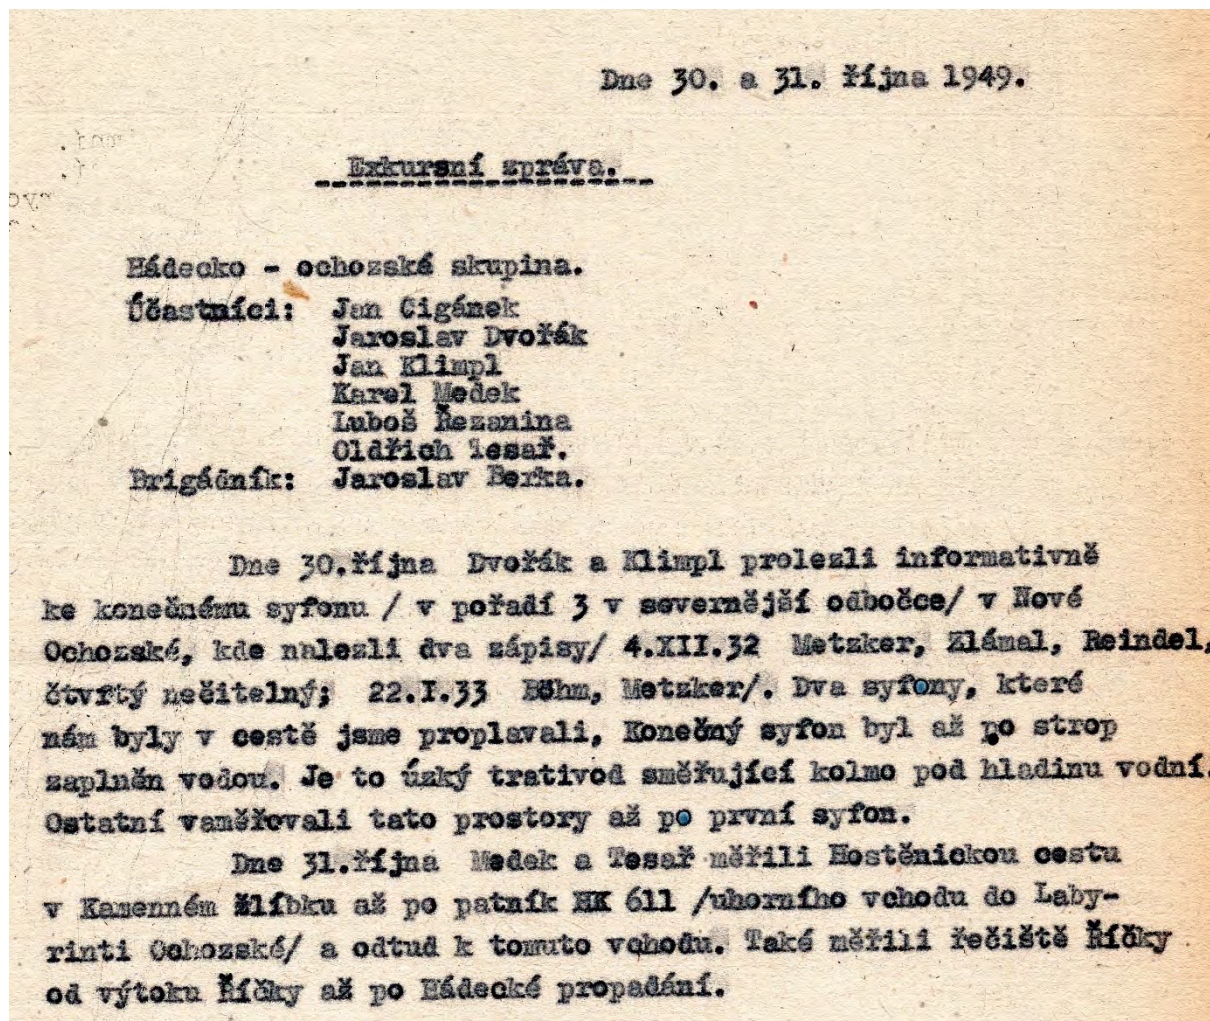 Dne 30. a 31. října 1949.
Exkursní zpráva.
Hádecko - ochozská skupina.
Účastníci: Jan Cigánek
Jaroslav Dvořák
Jan Klimpl
Karel Medek
Luboš Řezanina
Oldřich Tesař.
Brigádník: Jaroslav Berka.
Dne 30.října Dvořák a Klimpl prolezli informativně
ke konečnému syfonu / v pořadí 3 v severnější odbočce/ v Nové
Ochozské, kde nalezli dva zápisy/ 4.XII.32 Metzker, Zlámal, Reindel,
čtvrtý nečitelný; 22.I.33 Böhm, Metzker/. Dva syfony, které
nám byly v cestě jsme proplavali, Konečný syfon byl až po strop
zaplněn vodou. Je to úzký trativod směřující kolmo pod hladinu vodní.
Ostatní vaměřovali tato prostory až po první syfon.
Dne 31.října Medek a Tesař měřili Hostěnickou cestu
v Kamenném žlíbku až po patník HK 611 /uhorního vchodu do Laby-
rinti Ochozské/ a odtud k tomuto vchodu. Také měřili řečiště Říčky
od výtoku Říčky až po Hádecké propadání.